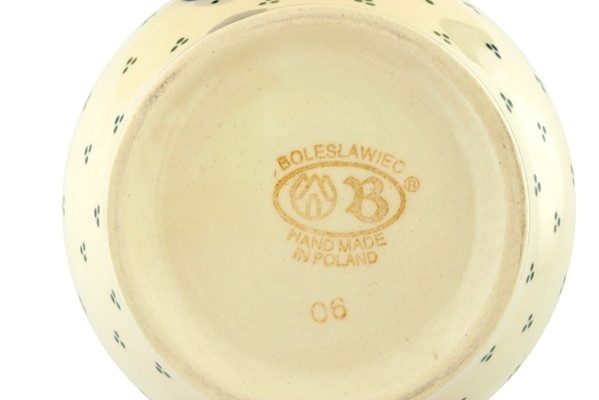 BOLESŁAWIEC
B®
HAND MADE
IN POLAND
06